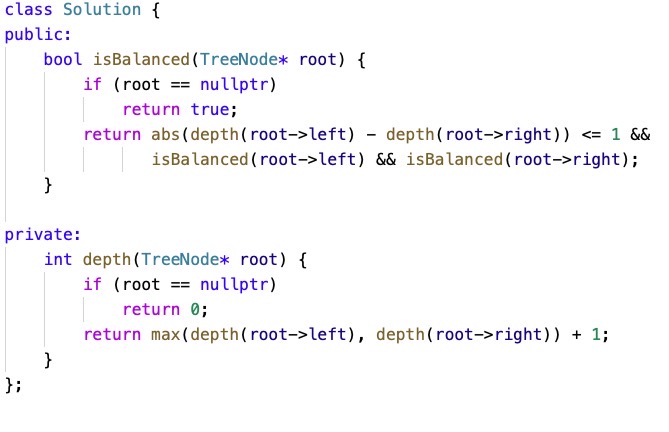 class Solution {
public:
    bool isBalanced(TreeNode* root) {
        if (root == nullptr)
            return true;
        return abs(depth(root->left) - depth(root->right)) <= 1 &&
               isBalanced(root->left) && isBalanced(root->right);
    }

private:
    int depth(TreeNode* root) {
        if (root == nullptr)
            return 0;
        return max(depth(root->left), depth(root->right)) + 1;
    }
};